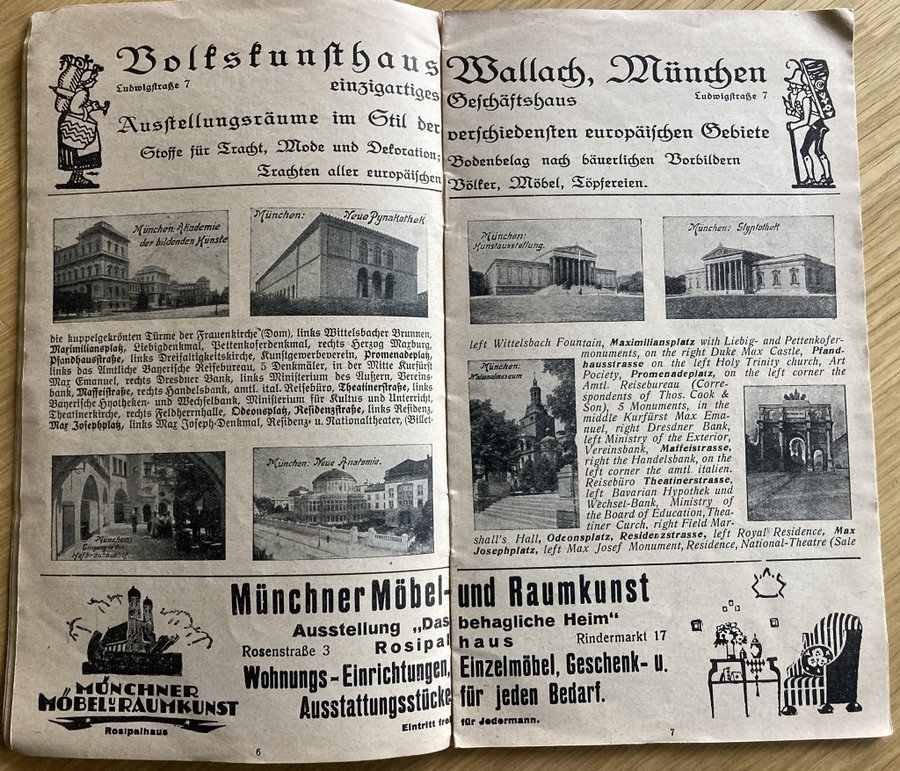 Volkskunsthaus Wallach, München
Ludwigstraße 7 einzigartiges Geschäftshaus Ludwigstraße 7
Ausstellungsräume im Stil der verschiedensten europäischen Gebiete
Stoffe für Tracht, Mode und Dekoration; Bodenbelag nach bäuerlichen Vorbildern
Trachten aller europäischen Völker, Möbel, Töpfereien.
München: Akademie
der bildenden Künste
München: Neue Pynakothek
die kuppelgekrönten Türme der Frauenkirche (Dom), links Wittelsbacher Brunnen,
Maximilansplatz, Liebigdenkmal, Pettenkoferdenkmal, rechts Herzog Maxburg,
Pfandhausstraße, links Dreifaltigkeitskirche, Kunstgewerbeverein, Promenadeplatz,
links das Amtliche Bayerische Reisebüro, 5 Denkmäler, in der Mitte Kurfürst
Max Emanuel, rechts Dresdner Bank, links Ministerium des Äußern, Vereins-
bank, Maffeistraße, rechts Handelsbank, amtl. ital. Reisebüro, Theatinerstraße, links
Bayerische Hypotheken- und Wechselbank, Ministerium für Kultus und Unterricht,
Theatinerkirche, rechts Feldherrnhalle, Odeonsplatz, Residenzstraße, links Residenz,
Max Josephplatz, links Max Joseph-Denkmal, Residenz- u. Nationaltheater, (Billet-
München:
Eingang in den
Hofbräuhaushof.
München: Neue Anatomie.
München:
Kunstausstellung.
München: Glyptothek
left Wittelsbach Fountain, Maximiliansplatz with Liebig- and Pettenkofer-
monuments, on the right Duke Max Castle, Pfand-
hausstrasse on the left Holy Trinity church, Art
Pociety, Promenadeplatz, on the left corner the
Amtl. Reisebureau (Corre-
spondents of Thos. Cook &
Son), 5 Monuments, in the
middle Kurfürst Max Ema-
nuel, right Dresdner Bank,
left Ministry of the Exterior,
Vereinsbank, Maffeistrasse,
right the Handelsbank, on the
left corner the amtl. italien.
Reisebüro Theatinerstrasse,
left Bavarian Hypothek und
Wechsel-Bank, Ministry of
the Board of Education, Thea-
tiner Curch, right Field Mar-
shall's Hall, Odeonsplatz, Residenzstrasse, left Royal Residence, Max
Josephplatz, left Max Josef Monument, Residence, National-Theatre (Sale
München:
Nationalmuseum
Münchner Möbel- und Raumkunst
Ausstellung „Das behagliche Heim“
Rosenstraße 3 Rosipalhaus Rindermarkt 17
Wohnungs-Einrichtungen, Einzelmöbel, Geschenk- u.
Ausstattungsstücke für jeden Bedarf.
Eintritt frei für Jedermann.
MÜNCHNER
MÖBEL U RAUMKUNST
Rosipalhaus
6
7